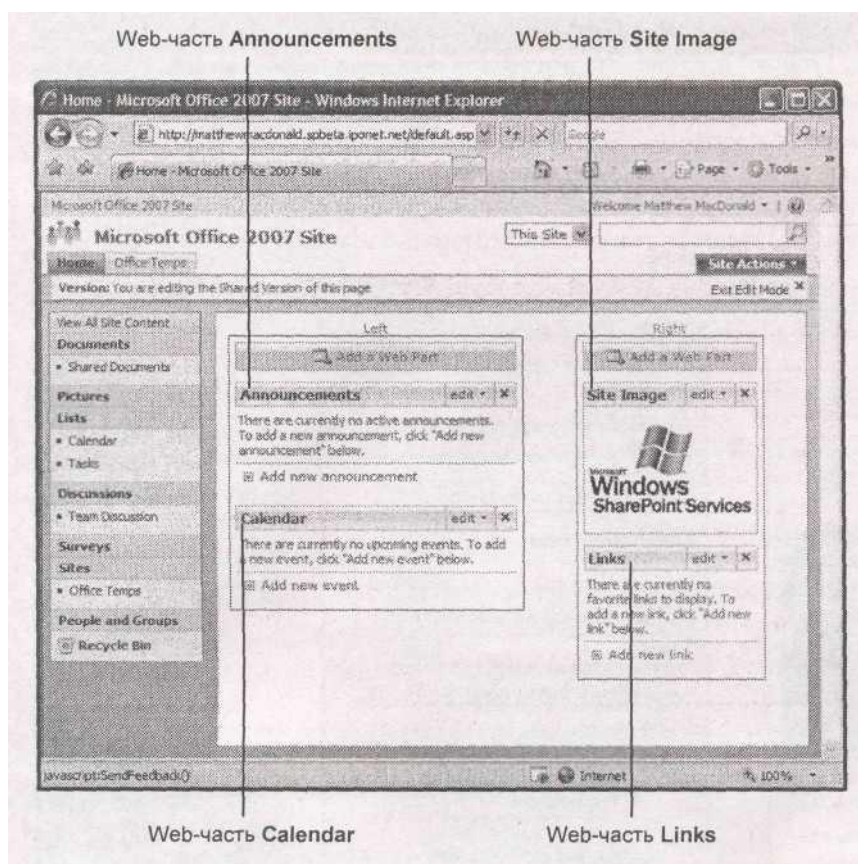 Web-часть Announcements
Web-часть Site Image
Home - Microsoft Office 2007 Site - Windows Internet Explorer
http://matthewmacdonald.spbeta.iponet.net/default.asp
Google
Home - Microsoft Office 2007 Site
Page
Tools
Microsoft Office 2007 Site
Welcome Matthew MacDonald
Microsoft Office 2007 Site
This Site
Home
Office Temps
Site Actions
Version: You are editing the Shared Version of this page
Exit Edit Mode
View All Site Content
Documents
Shared Documents
Pictures
Lists
Calendar
Tasks
Discussions
Team Discussion
Surveys
Sites
Office Temps
People and Groups
Recycle Bin
Left
Add a Web Part
Announcements
edit
There are currently no active announcements.
To add a new announcement, click "Add new
announcement" below.
Add new announcement
Calendar
edit
There are currently no upcoming events. To add
a new event, click "Add new event" below.
Add new event
Right
Add a Web Part
Site Image
edit
Microsoft
Windows
SharePoint Services
Links
edit
There are currently no
favorite links to display. To
add a new link, click "Add new
link" below.
Add new link
javascript:SendFeedback()
Internet
100%
Web-часть Calendar
Web-часть Links